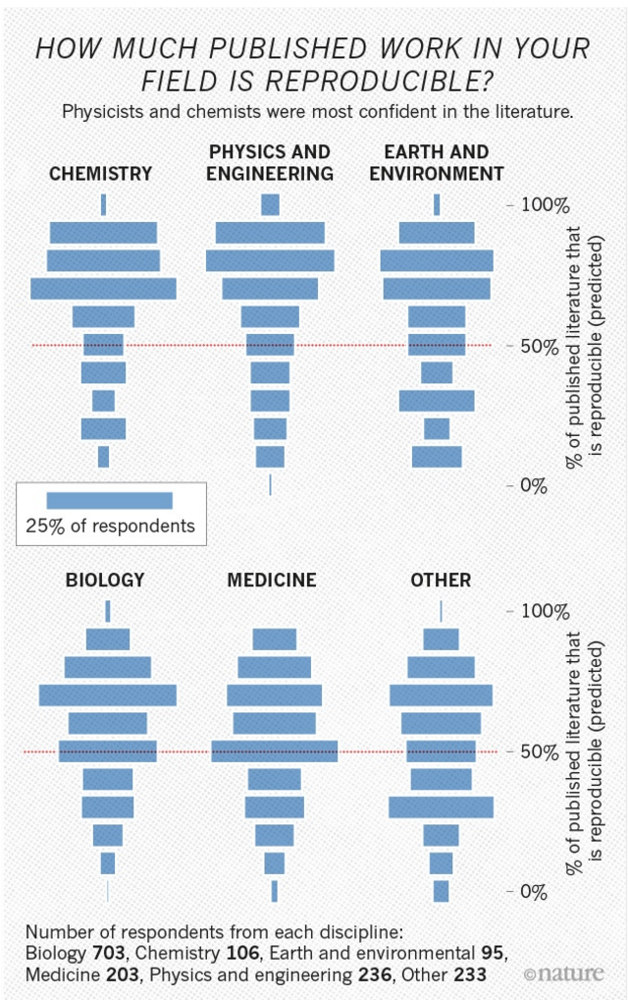 HOW MUCH PUBLISHED WORK IN YOUR
FIELD IS REPRODUCIBLE?
Physicists and chemists were most confident in the literature.
CHEMISTRY
PHYSICS AND
ENGINEERING
EARTH AND
ENVIRONMENT
100%
50%
0%
% of published literature that
is reproducible (predicted)
25% of respondents
BIOLOGY
MEDICINE
OTHER
100%
50%
0%
% of published literature that
is reproducible (predicted)
Number of respondents from each discipline:
Biology 703, Chemistry 106, Earth and environmental 95,
Medicine 203, Physics and engineering 236, Other 233
©nature